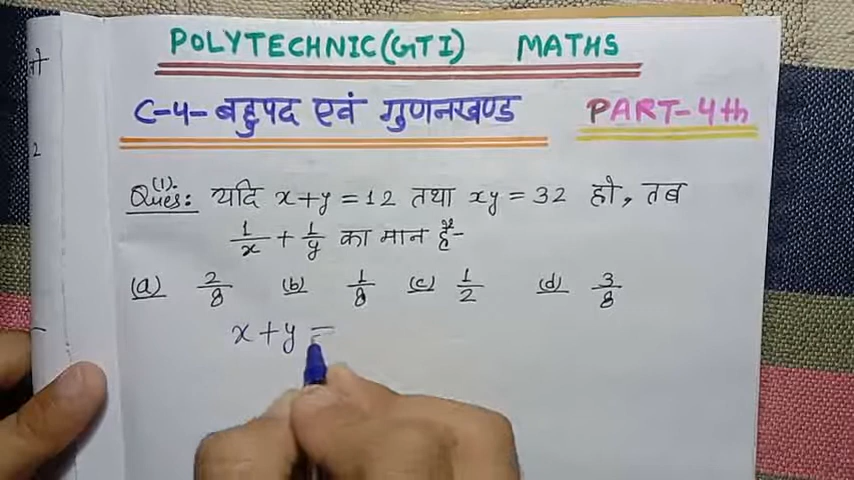 POLYTECHNIC(GTI) MATHS
C-4- बहुपद एवं गुणनखण्ड PART-4th
Ques:(1). यदि x+y=12 तथा xy=32 हो, तब
1/x + 1/y का मान है-
(a) 2/8 (b) 1/8 (c) 1/2 (d) 3/8
x+y =